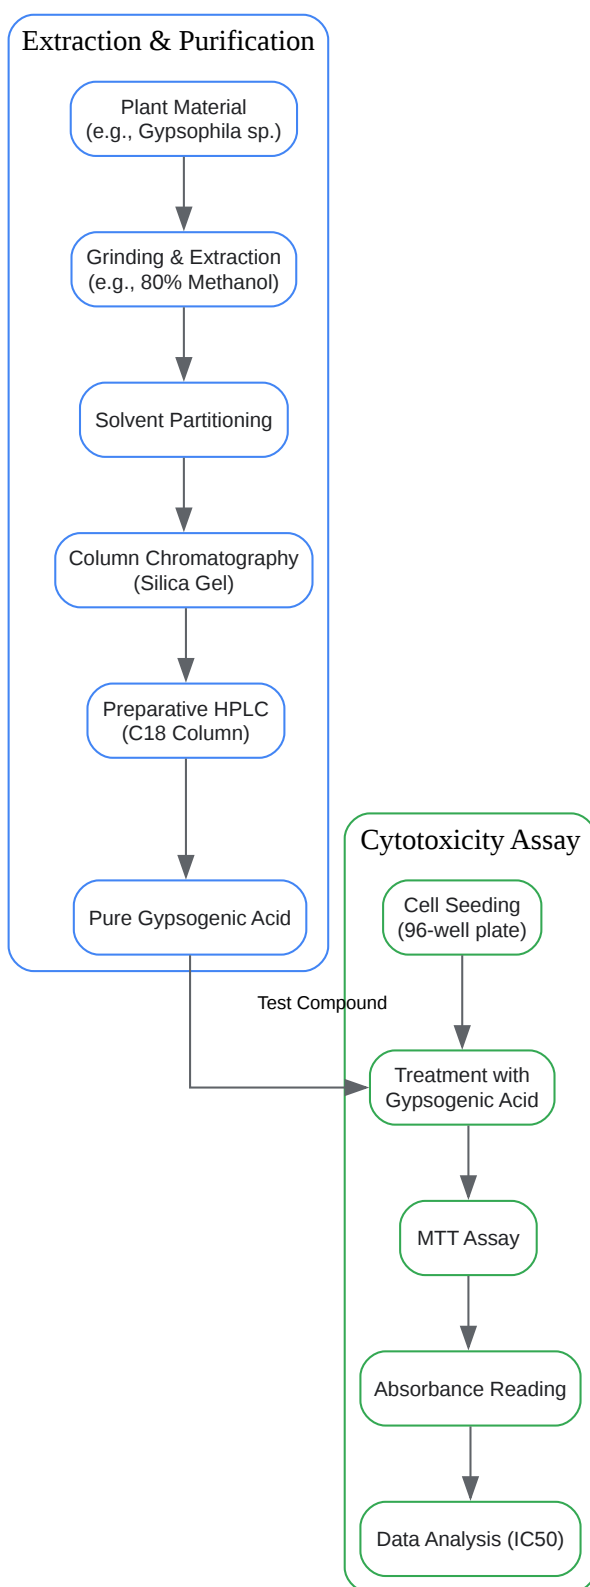 Extraction & Purification
Plant Material
(e.g., Gypsophila sp.)
Grinding & Extraction
(e.g., 80% Methanol)
Solvent Partitioning
Column Chromatography
(Silica Gel)
Preparative HPLC
(C18 Column)
Pure Gypsogenic Acid
Test Compound
Cytotoxicity Assay
Cell Seeding
(96-well plate)
Treatment with
Gypsogenic Acid
MTT Assay
Absorbance Reading
Data Analysis (IC50)